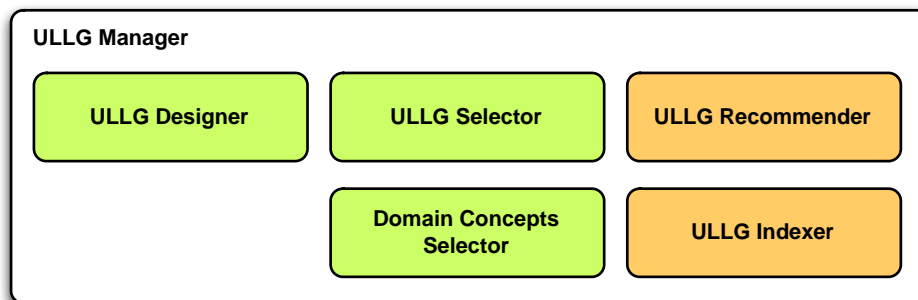 ULLG Manager
ULLG Designer
ULLG Selector
ULLG Recommender
Domain Concepts
Selector
ULLG Indexer